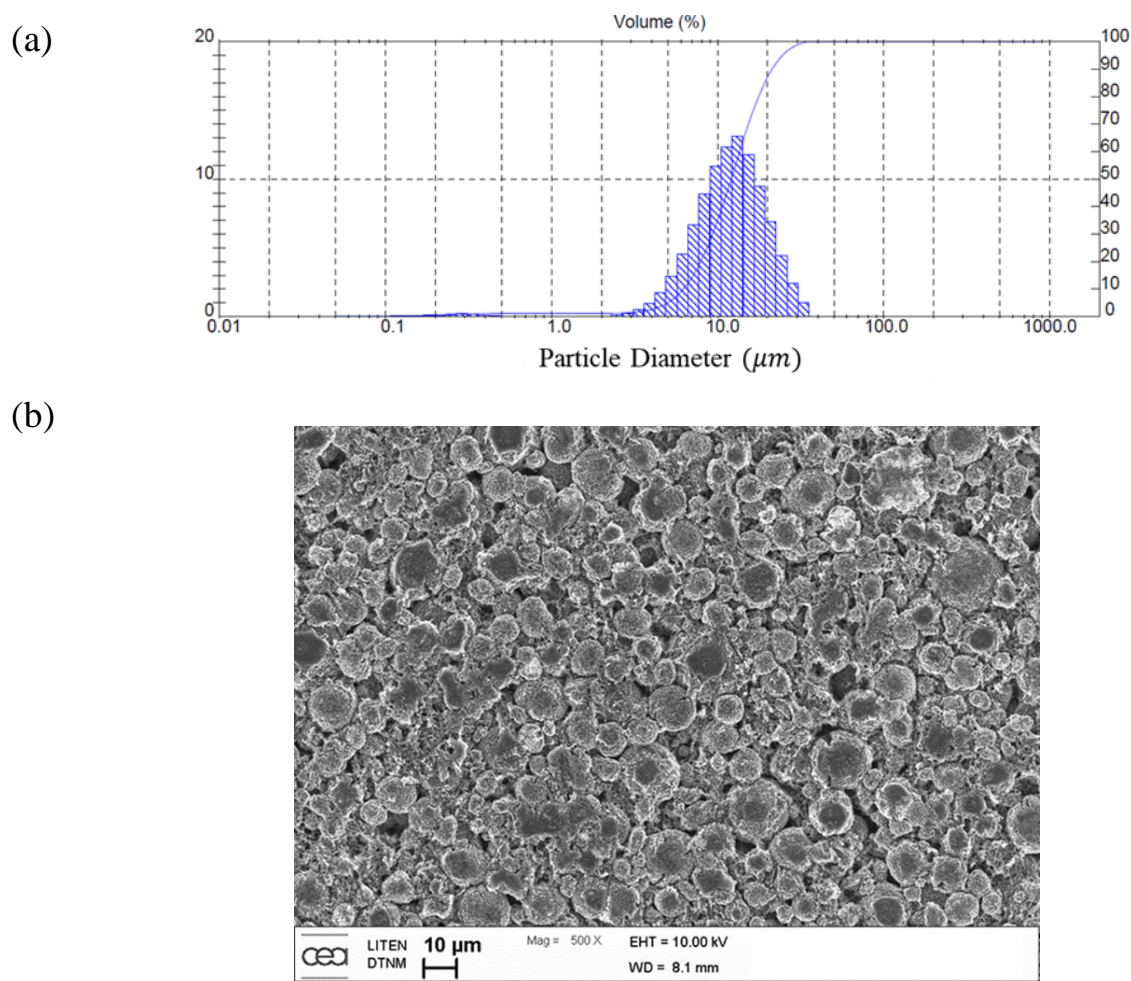 (a)
Volume (%)
20
100
90
80
70
60
10
50
40
30
20
10
0
0
0.01
0.1
1.0
10.0
100.0
1000.0
Particle Diameter (μm)
(b)
cea
LITEN
DTNM
10 μm
Mag = 500 X
EHT = 10.00 kV
WD = 8.1 mm